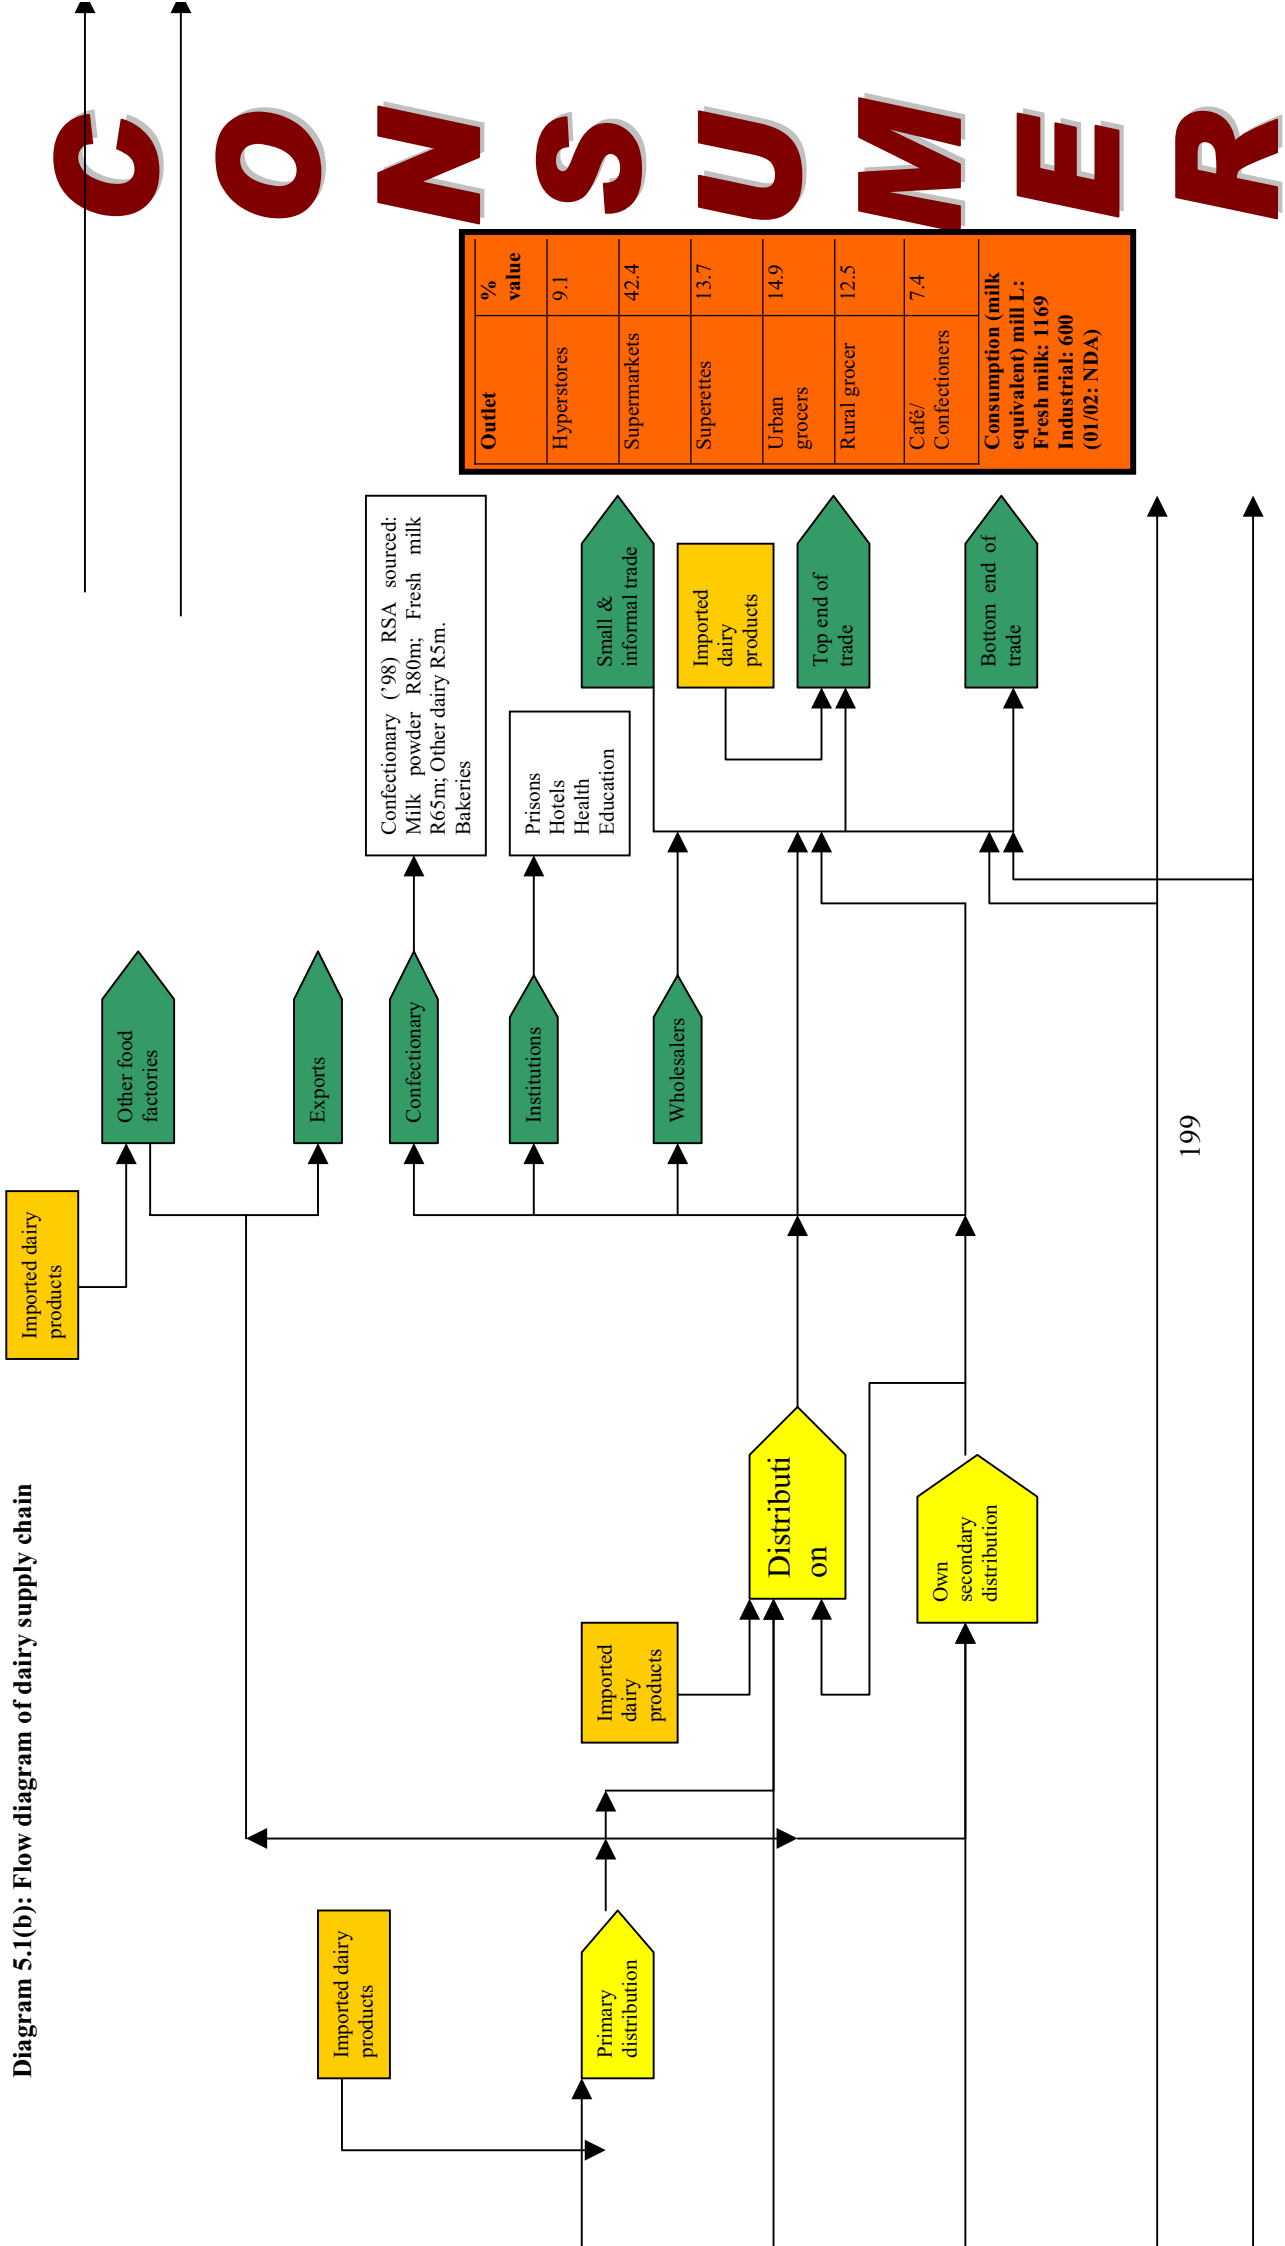 Diagram 5.1(b): Flow diagram of dairy supply chain
Imported dairy
products
Other food
factories
Exports
Imported dairy
products
Confectionary
Confectionary ('98) RSA sourced:
Milk powder R80m; Fresh milk
R65m; Other dairy R5m.
Bakeries
Institutions
Prisons
Hotels
Health
Education
Primary
distribution
Imported
dairy
products
Wholesalers
Small &
informal trade
Imported
dairy
products
Distributi
on
Top end of
trade
Own
secondary
distribution
Bottom end of
trade
Outlet %
value
Hyperstores 9.1
Supermarkets 42.4
Superettes 13.7
Urban
grocers 14.9
Rural grocer 12.5
Café/
Confectioners 7.4
Consumption (milk
equivalent) mill L:
Fresh milk: 1169
Industrial: 600
(01/02: NDA)
CONSUMER
199